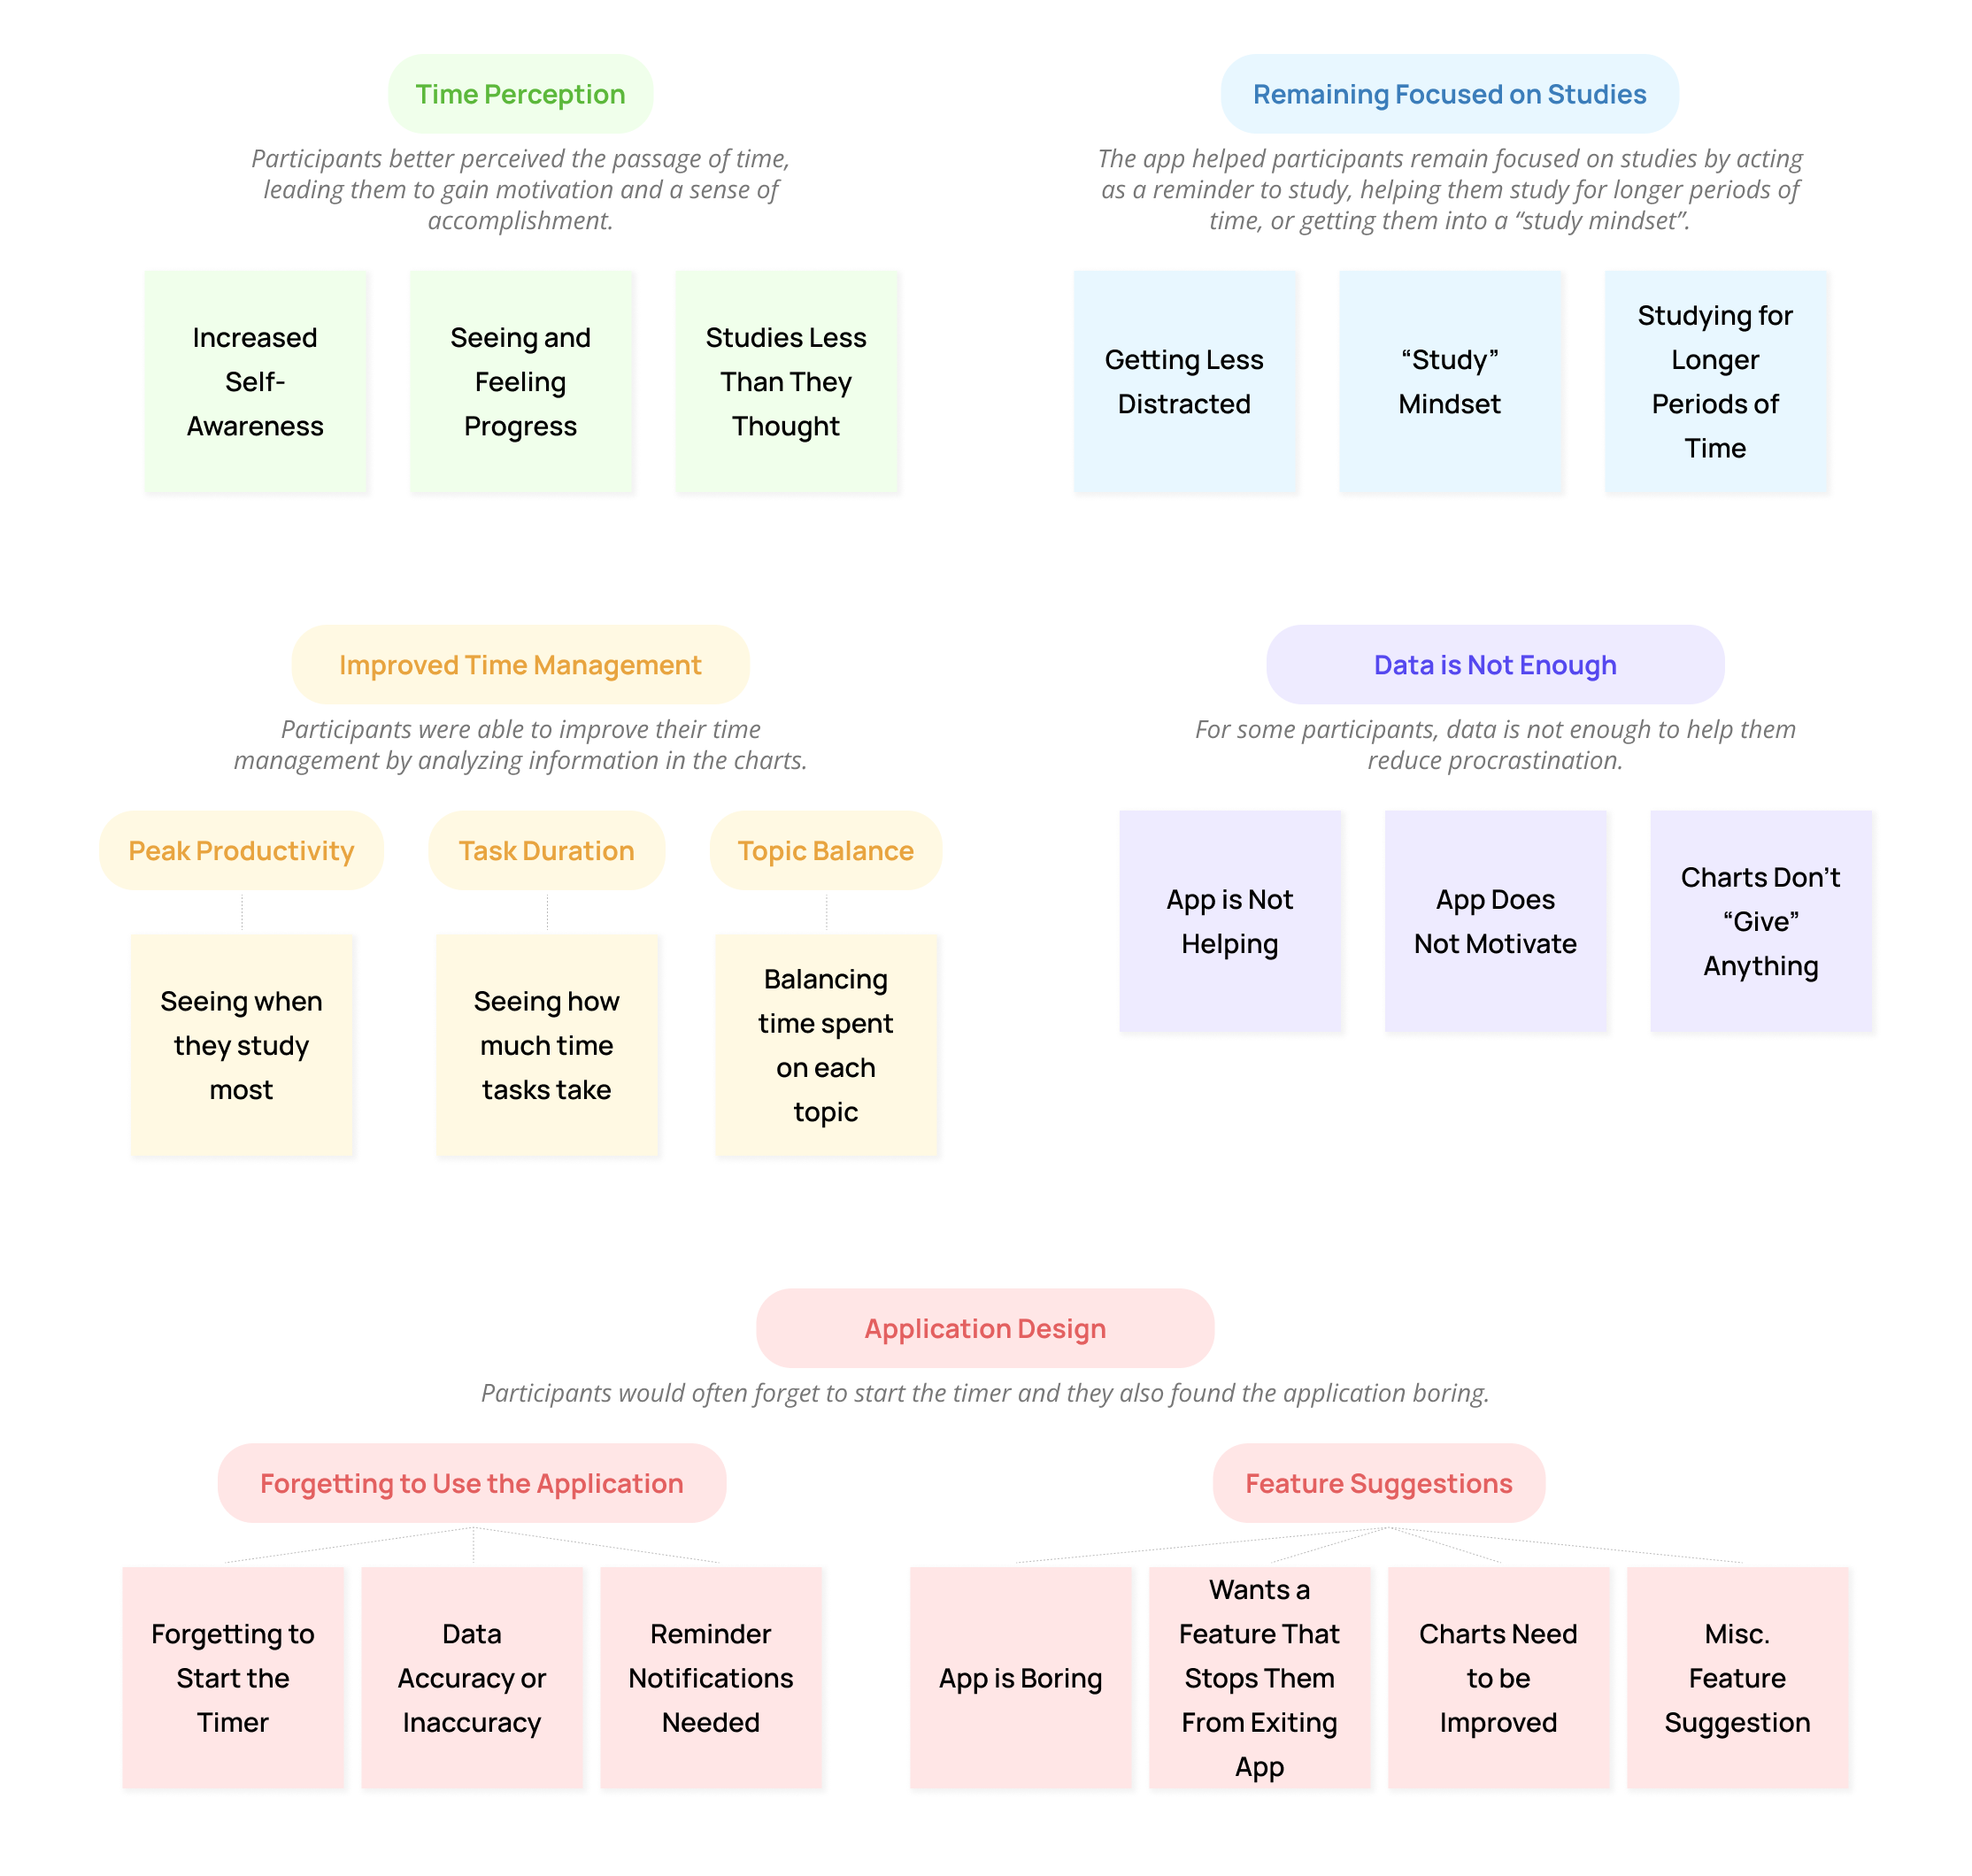 Time Perception
Participants better perceived the passage of time,
leading them to gain motivation and a sense of
accomplishment.
Increased
Self-
Awareness
Seeing and
Feeling
Progress
Studies Less
Than They
Thought
Remaining Focused on Studies
The app helped participants remain focused on studies by acting
as a reminder to study, helping them study for longer periods of
time, or getting them into a “study mindset”.
Getting Less
Distracted
“Study”
Mindset
Studying for
Longer
Periods of
Time
Improved Time Management
Participants were able to improve their time
management by analyzing information in the charts.
Peak Productivity
Seeing when
they study
most
Task Duration
Seeing how
much time
tasks take
Topic Balance
Balancing
time spent
on each
topic
Data is Not Enough
For some participants, data is not enough to help them
reduce procrastination.
App is Not
Helping
App Does
Not Motivate
Charts Don’t
“Give”
Anything
Application Design
Participants would often forget to start the timer and they also found the application boring.
Forgetting to Use the Application
Forgetting to
Start the
Timer
Data
Accuracy or
Inaccuracy
Reminder
Notifications
Needed
Feature Suggestions
App is Boring
Wants a
Feature That
Stops Them
From Exiting
App
Charts Need
to be
Improved
Misc.
Feature
Suggestion